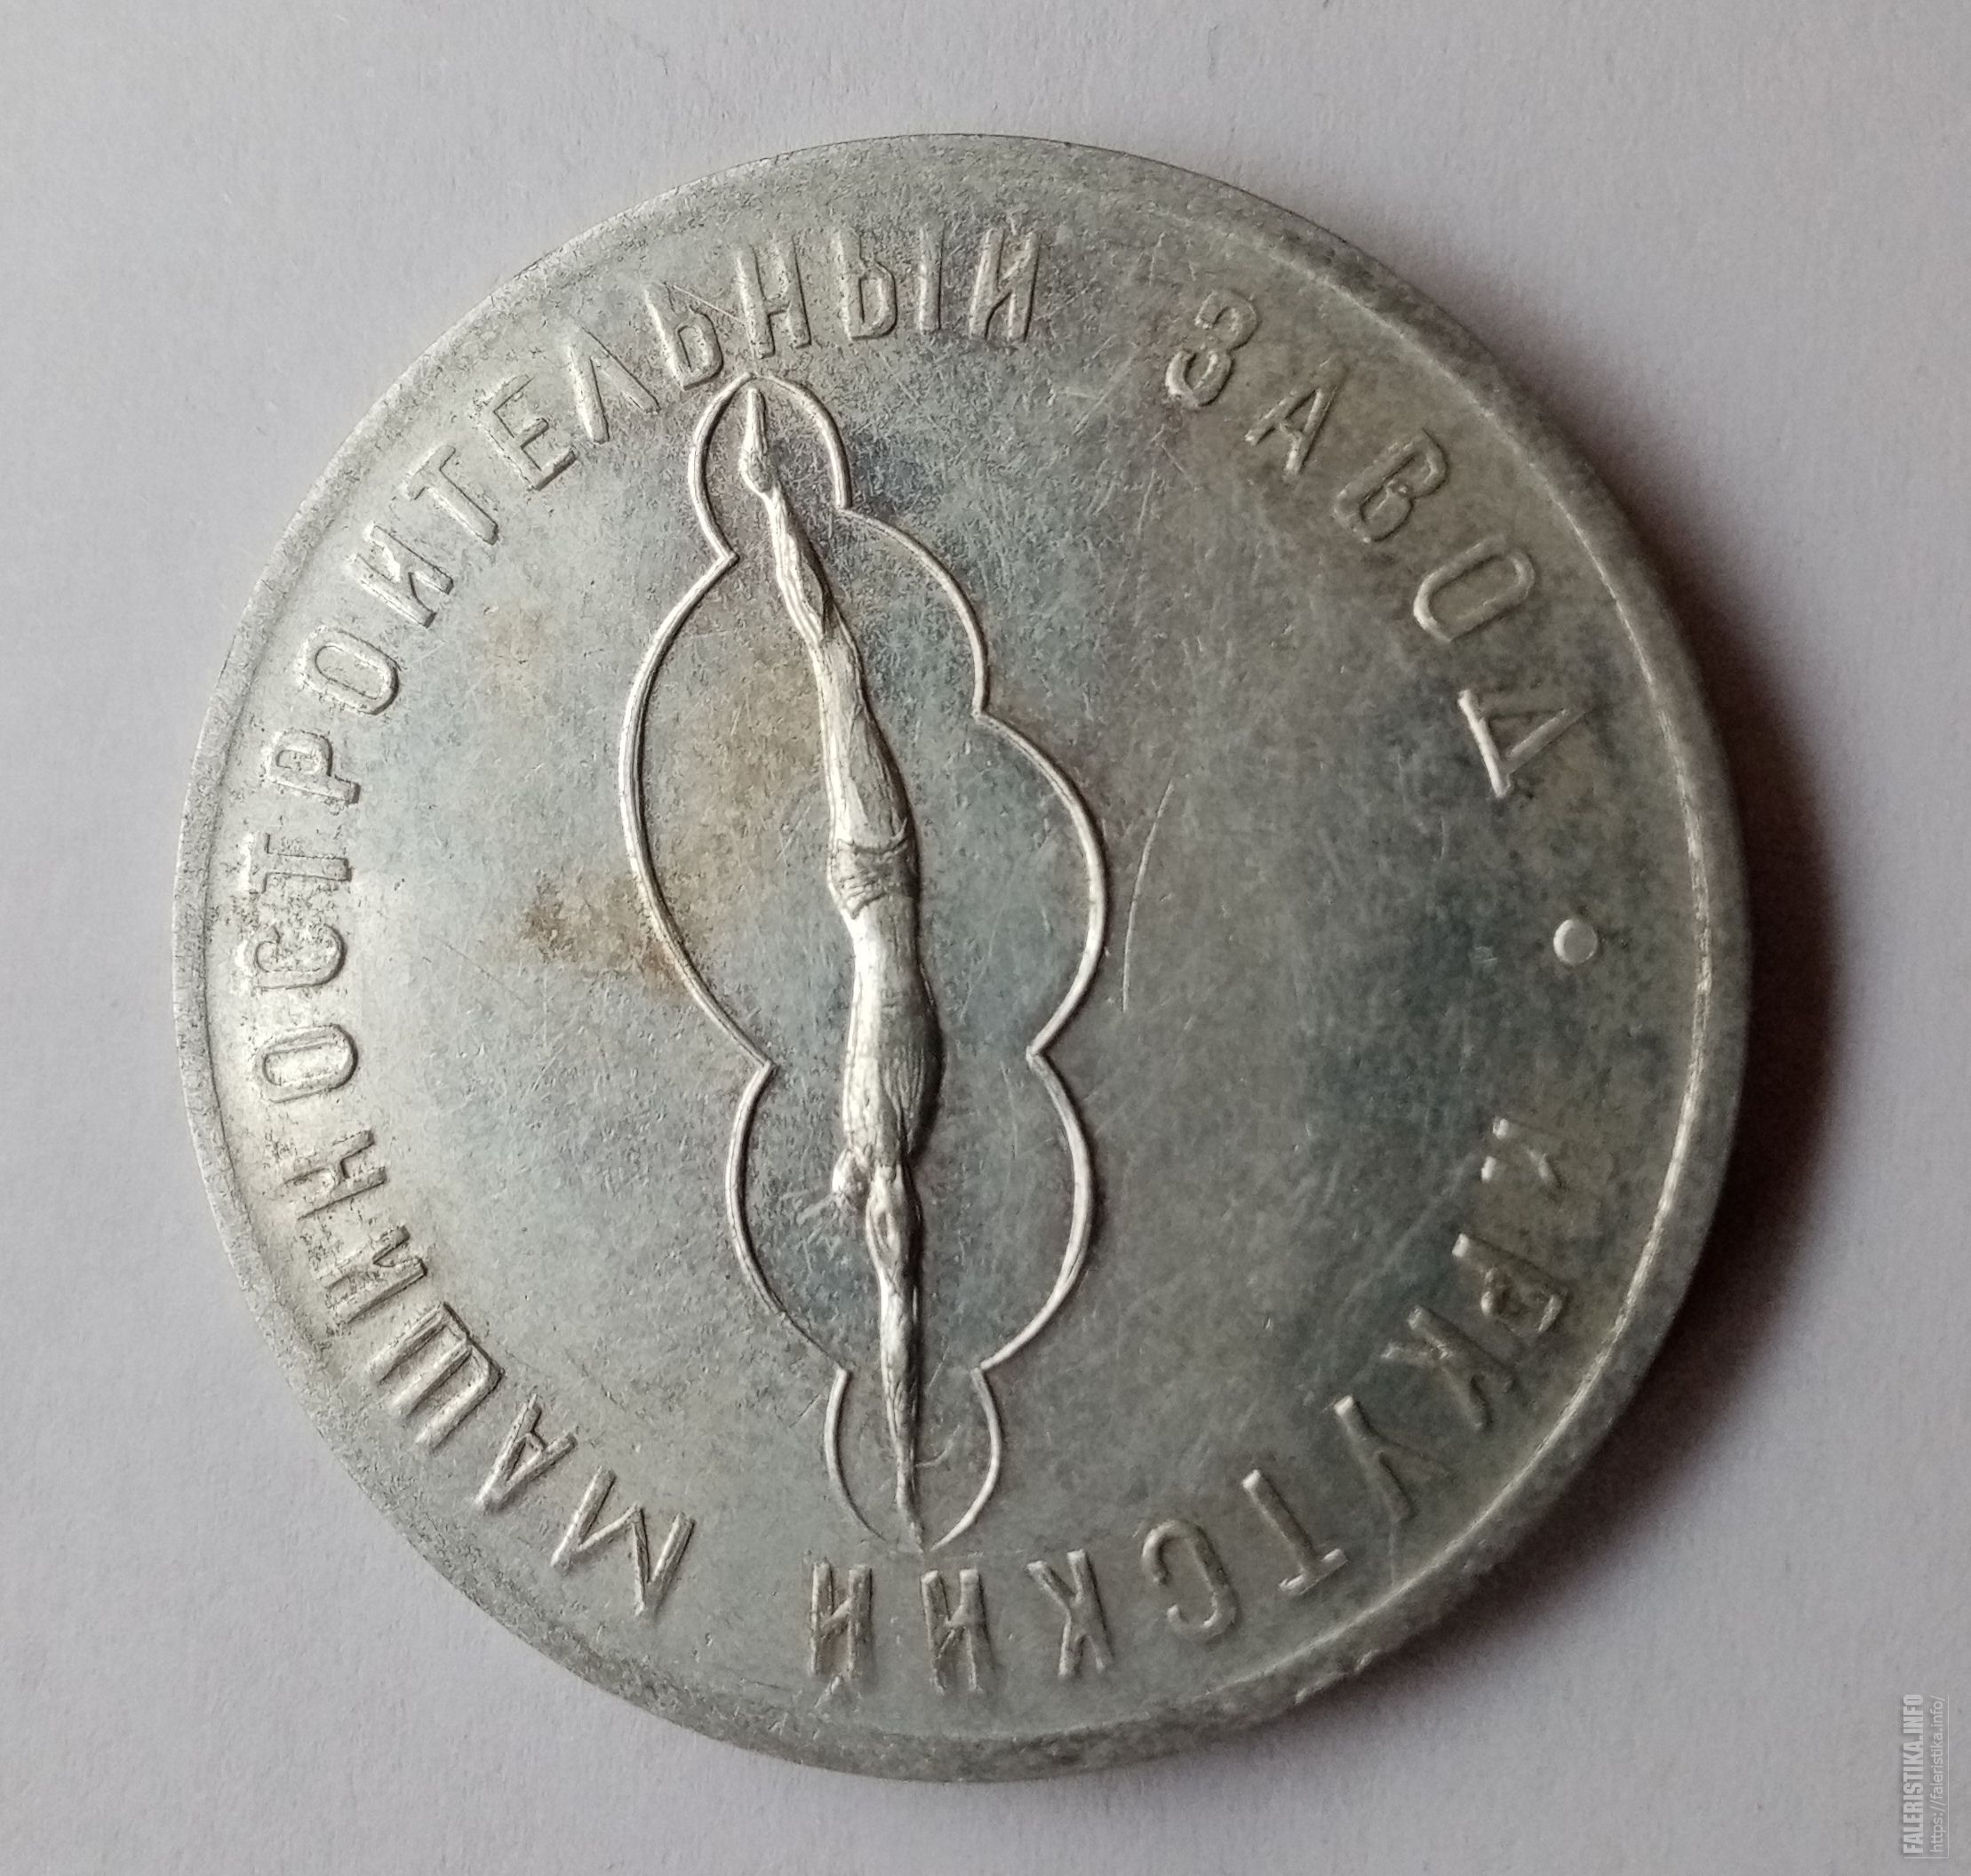 ИРКУТСКИЙ МАШИНОСТРОИТЕЛЬНЫЙ ЗАВОД •
FALERISTIKA.INFO
https://faleristika.info/